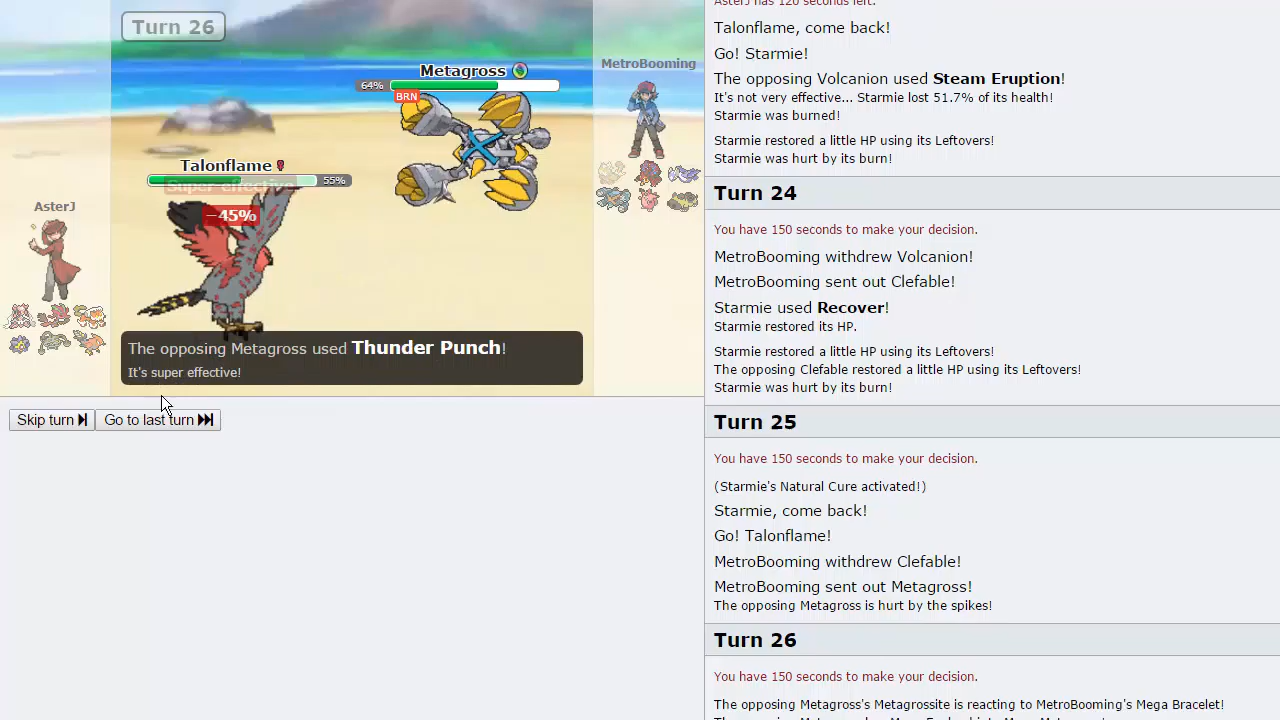 Turn 26
Metagross
64%
BRN
MetroBooming
Talonflame
55%
Super-effective
−45%
AsterJ
The opposing Metagross used Thunder Punch!
It's super effective!
Skip turn
Go to last turn
AsterJ has 120 seconds left.
Talonflame, come back!
Go! Starmie!
The opposing Volcanion used Steam Eruption!
It's not very effective... Starmie lost 51.7% of its health!
Starmie was burned!
Starmie restored a little HP using its Leftovers!
Starmie was hurt by its burn!
Turn 24
You have 150 seconds to make your decision.
MetroBooming withdrew Volcanion!
MetroBooming sent out Clefable!
Starmie used Recover!
Starmie restored its HP.
Starmie restored a little HP using its Leftovers!
The opposing Clefable restored a little HP using its Leftovers!
Starmie was hurt by its burn!
Turn 25
You have 150 seconds to make your decision.
(Starmie's Natural Cure activated!)
Starmie, come back!
Go! Talonflame!
MetroBooming withdrew Clefable!
MetroBooming sent out Metagross!
The opposing Metagross is hurt by the spikes!
Turn 26
You have 150 seconds to make your decision.
The opposing Metagross's Metagrossite is reacting to MetroBooming's Mega Bracelet!